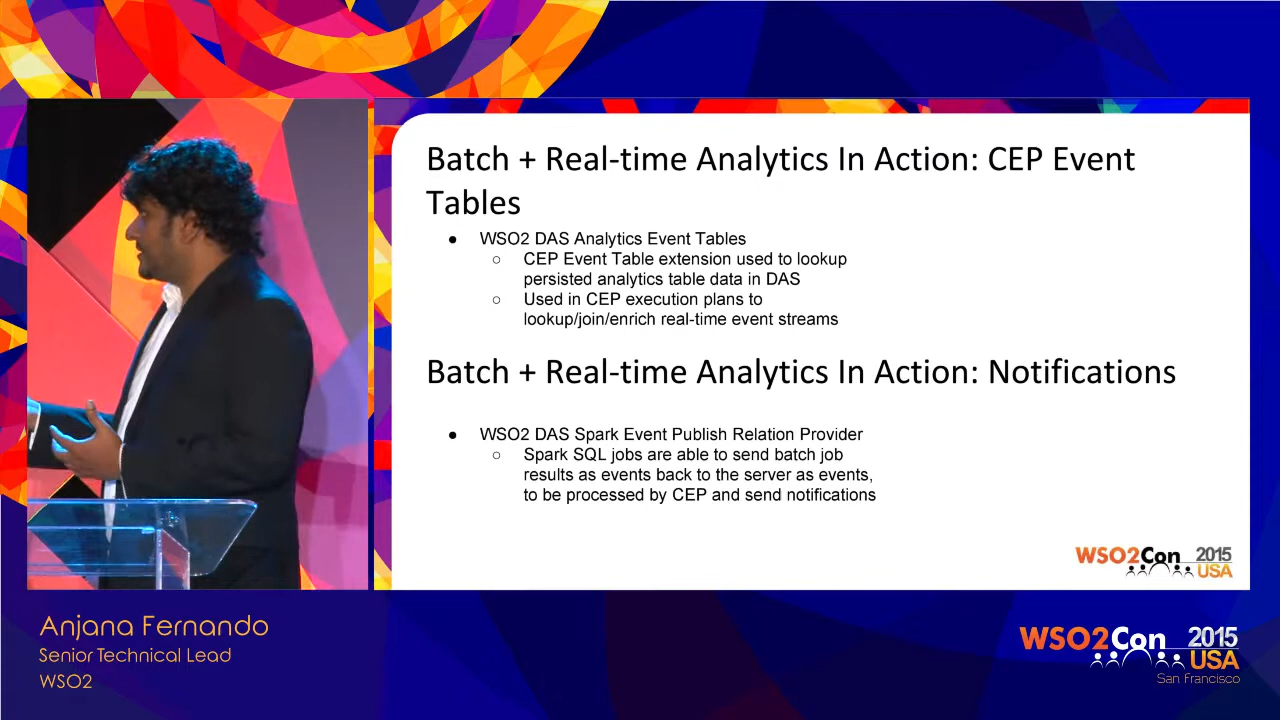 Batch + Real-time Analytics In Action: CEP Event
Tables
● WSO2 DAS Analytics Event Tables
○ CEP Event Table extension used to lookup
persisted analytics table data in DAS
○ Used in CEP execution plans to
lookup/join/enrich real-time event streams
Batch + Real-time Analytics In Action: Notifications
● WSO2 DAS Spark Event Publish Relation Provider
○ Spark SQL jobs are able to send batch job
results as events back to the server as events,
to be processed by CEP and send notifications
WSO2Con 2015
USA
Anjana Fernando
Senior Technical Lead
WSO2
WSO2Con 2015
USA
San Francisco